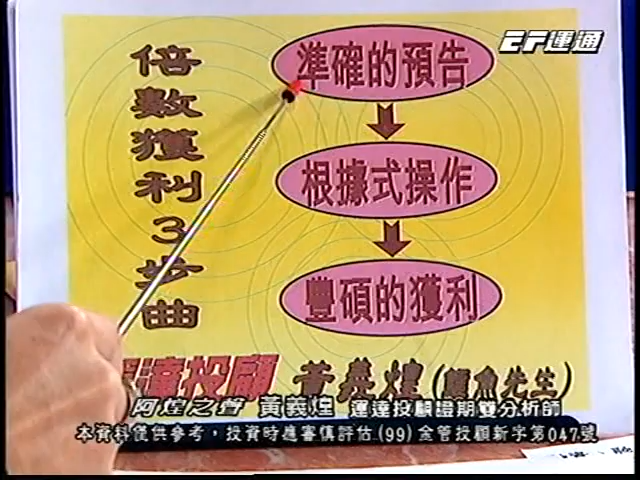 EF運通
倍數獲利3步曲
準確的預告
根據式操作
豐碩的獲利
運達投顧 黃義煌(鱷魚先生)
阿煌之聲 黃義煌 運達投顧證期雙分析師
本資料僅供參考，投資時應審慎評估(99)金管投顧新字第047號